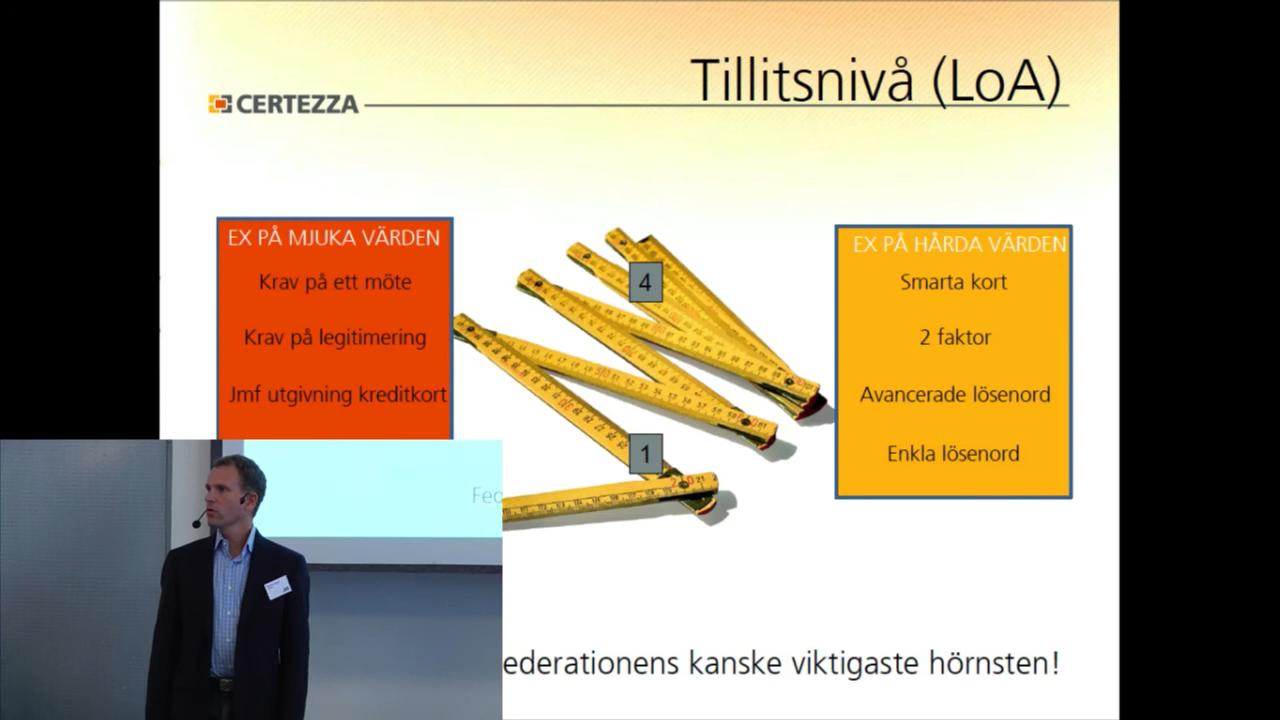 Tillitsnivå (LoA)
CERTEZZA
EX PÅ MJUKA VÄRDEN
Krav på ett möte
Krav på legitimering
Jmf utgivning kreditkort
4
1
EX PÅ HÅRDA VÄRDEN
Smarta kort
2 faktor
Avancerade lösenord
Enkla lösenord
Fed
ederationens kanske viktigaste hörnsten!